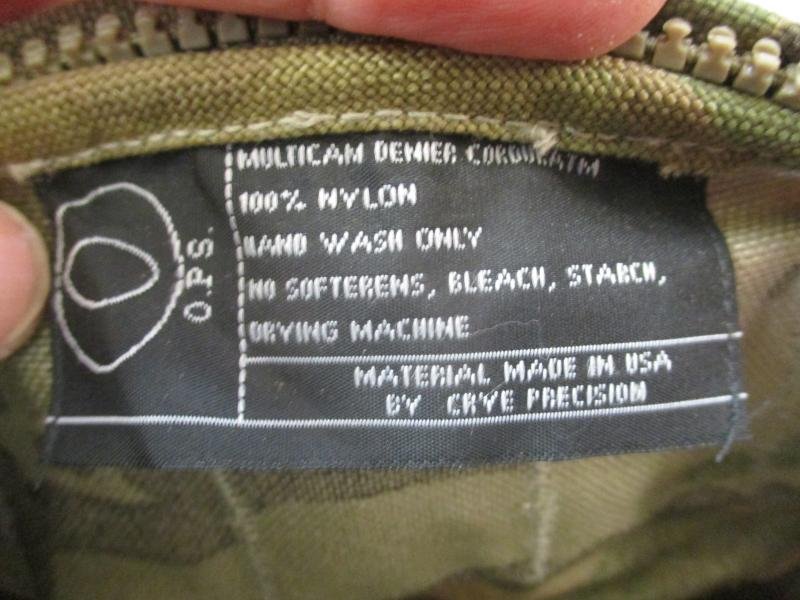 O.P.S.
MULTICAM DENIER CORDURATM
100% NYLON
HAND WASH ONLY
NO SOFTERENS, BLEACH, STARCH,
DRYING MACHINE
MATERIAL MADE IN USA
BY CRYE PRECISION